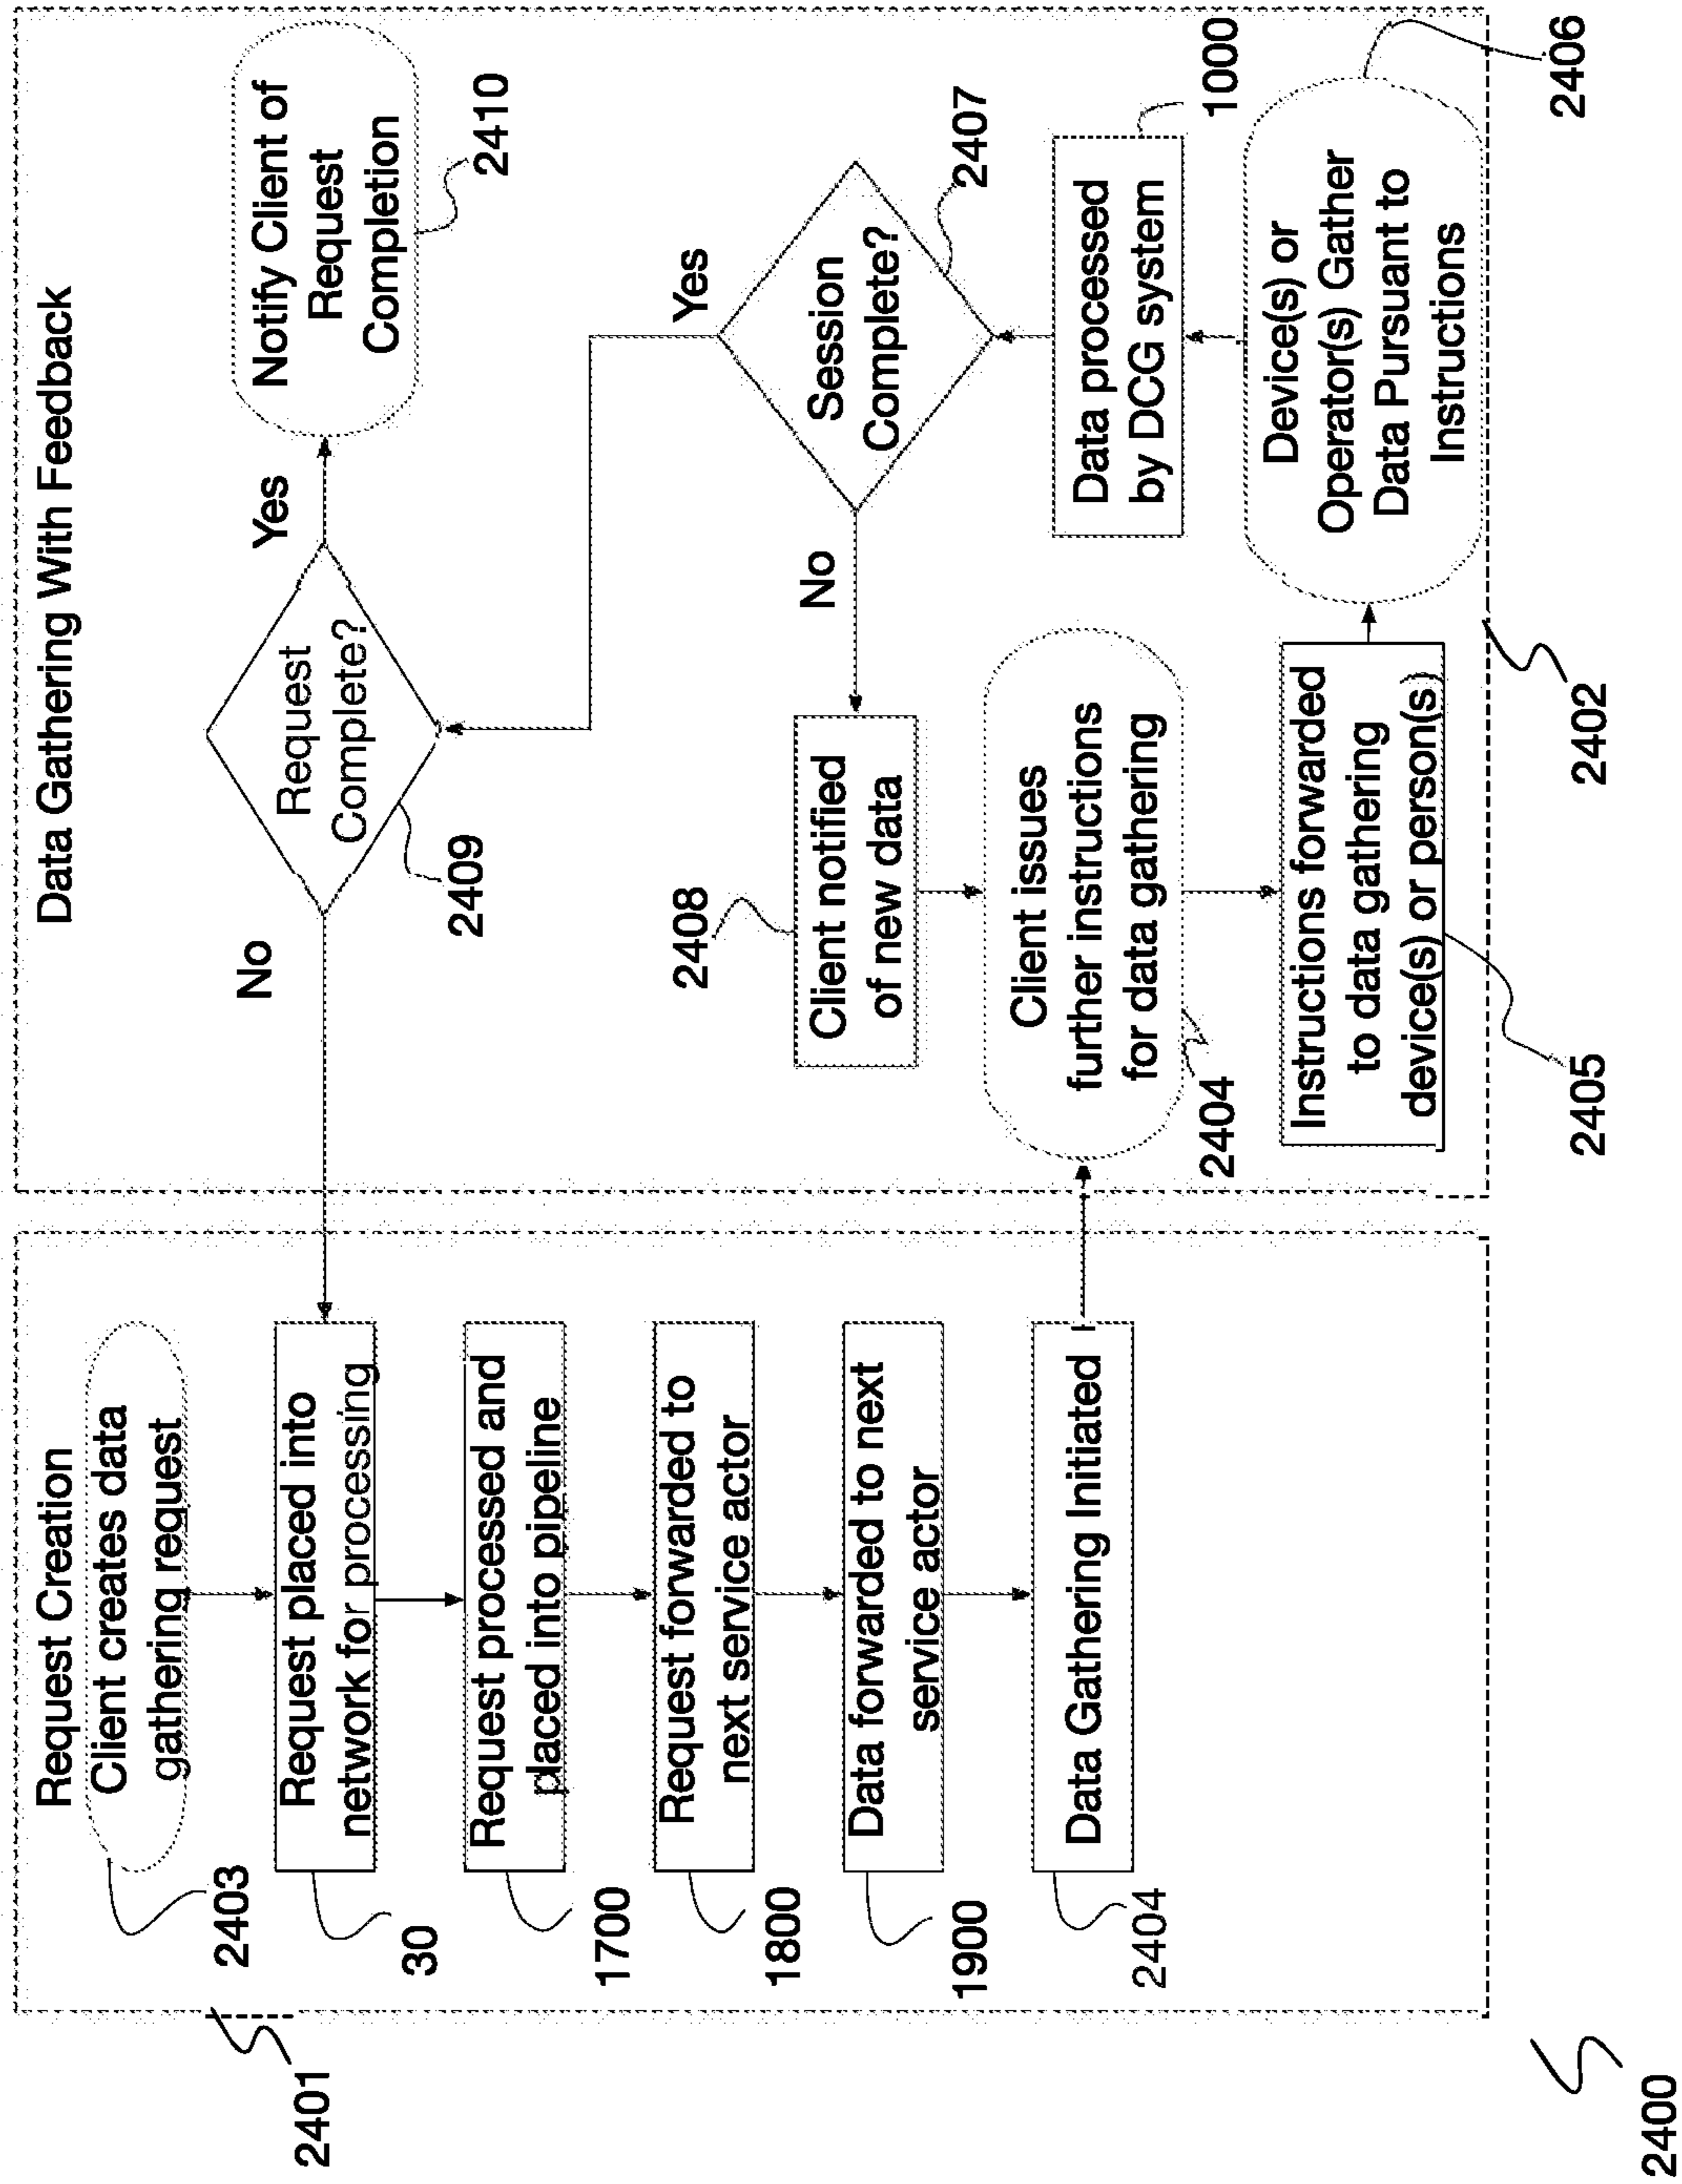 Request Creation
Client creates data
gathering request
2403
Request placed into
network for processing
30
Request processed and
placed into pipeline
1700
Request forwarded to
next service actor
1800
Data forwarded to next
service actor
1900
Data Gathering Initiated
2404
2401
Data Gathering With Feedback
No
Request
Complete?
2409
Yes
Notify Client of
Request
Completion
2410
2408
Client notified
of new data
No
Session
Complete?
Yes
2407
Client issues
further instructions
for data gathering
2404
Data processed
by DCG system
1000
Instructions forwarded
to data gathering
device(s) or person(s)
2405
Device(s) or
Operator(s) Gather
Data Pursuant to
Instructions
2406
2402
2400